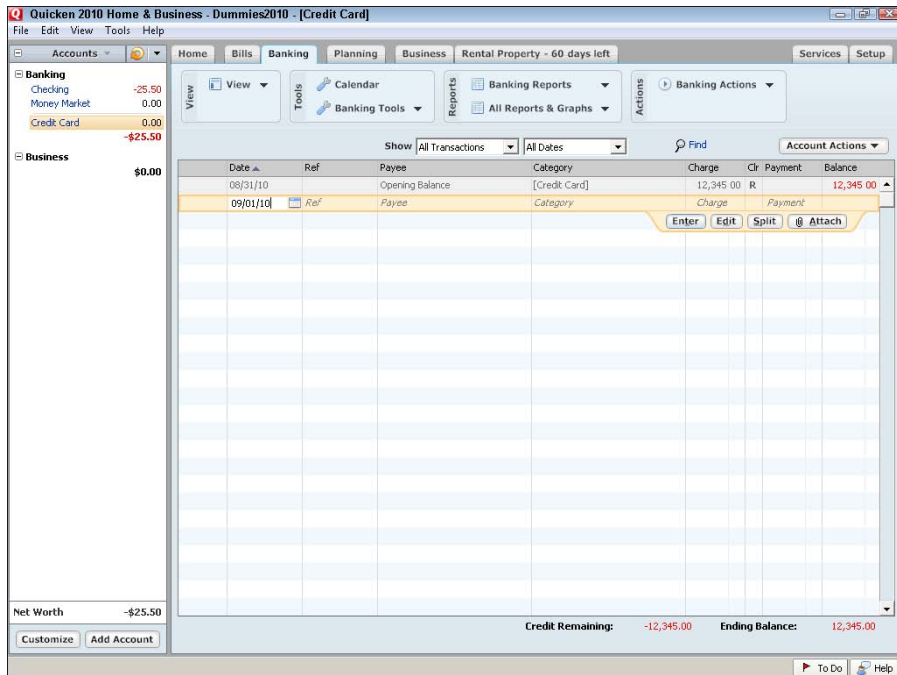 Quicken 2010 Home & Business - Dummies2010 - [Credit Card]
File Edit View Tools Help
Accounts
Home Bills Banking Planning Business Rental Property - 60 days left Services Setup
Banking
Checking -25.50
Money Market 0.00
Credit Card 0.00
-$25.50
Business
$0.00
View
View
Tools
Calendar
Banking Tools
Reports
Banking Reports
All Reports & Graphs
Actions
Banking Actions
Show All Transactions All Dates Find Account Actions
Date Ref Payee Category Charge Clr Payment Balance
08/31/10 Opening Balance [Credit Card] 12,345 00 R 12,345 00
09/01/10 Ref Payee Category Charge Payment
Enter Edit Split Attach
Net Worth -$25.50
Credit Remaining: -12,345.00 Ending Balance: 12,345.00
Customize Add Account
To Do Help